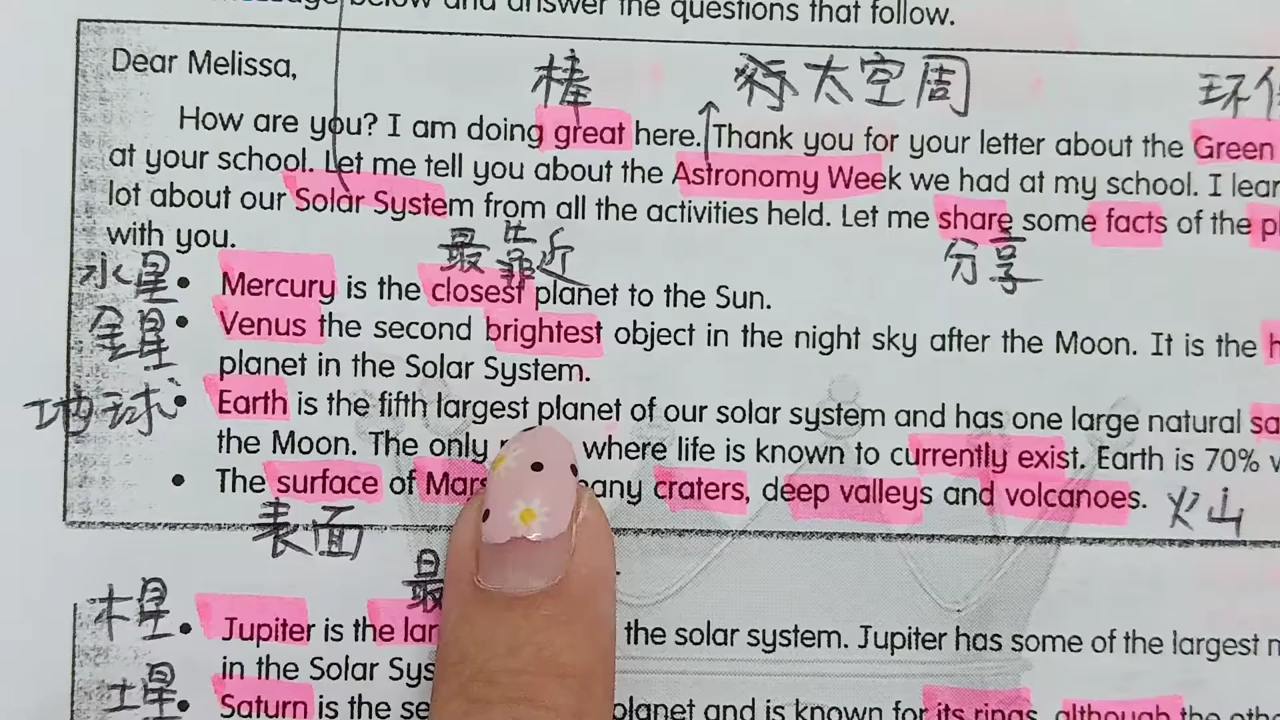 below and answer the questions that follow.
Dear Melissa,
棒 太空周
How are you? I am doing great here. Thank you for your letter about the Green
at your school. Let me tell you about the Astronomy Week we had at my school. I
lot about our Solar System from all the activities held. Let me share some facts of the
with you.
最靠近 分享
水星 • Mercury is the closest planet to the Sun.
金星 • Venus the second brightest object in the night sky after the Moon. It is the
planet in the Solar System.
地球 • Earth is the fifth largest planet of our solar system and has one large natural
the Moon. The only where life is known to currently exist. Earth is 70%
• The surface of Mars many craters, deep valleys and volcanoes. 火山
表面
最
木星 • Jupiter is the the solar system. Jupiter has some of the largest
in the Solar
土星 • Saturn is the planet and is known for its rings, although the